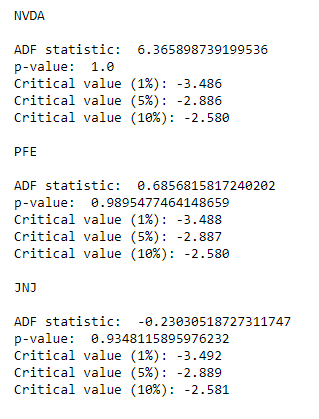 NVDA
ADF statistic:  6.365898739199536
p-value:  1.0
Critical value (1%): -3.486
Critical value (5%): -2.886
Critical value (10%): -2.580
PFE
ADF statistic:  0.6856815817240202
p-value:  0.9895477464148659
Critical value (1%): -3.488
Critical value (5%): -2.887
Critical value (10%): -2.580
JNJ
ADF statistic:  -0.23030518727311747
p-value:  0.9348115895976232
Critical value (1%): -3.492
Critical value (5%): -2.889
Critical value (10%): -2.581